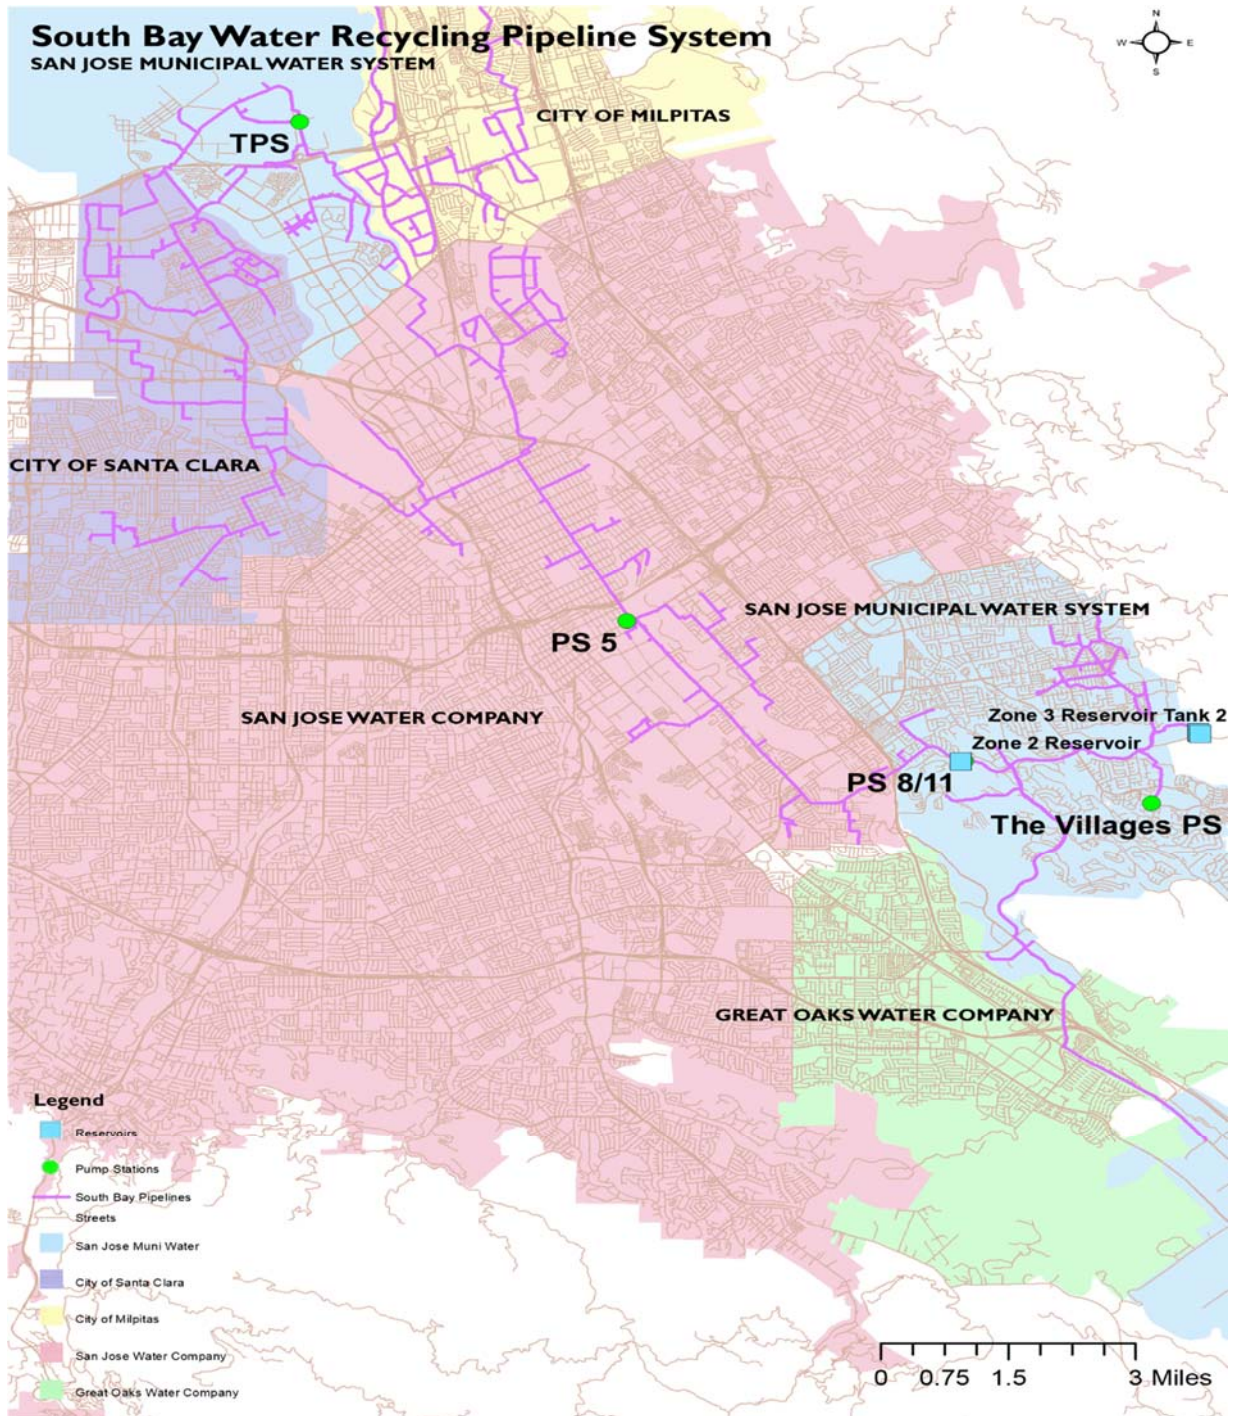 South Bay Water Recycling Pipeline System
SAN JOSE MUNICIPAL WATER SYSTEM
N
W E
S
CITY OF MILPITAS
TPS
CITY OF SANTA CLARA
SAN JOSE MUNICIPAL WATER SYSTEM
PS 5
SAN JOSE WATER COMPANY
Zone 3 Reservoir Tank 2
Zone 2 Reservoir
PS 8/11
The Villages PS
GREAT OAKS WATER COMPANY
Legend
Reservoirs
Pump Stations
South Bay Pipelines
Streets
San Jose Muni Water
City of Santa Clara
City of Milpitas
San Jose Water Company
Great Oaks Water Company
0 0.75 1.5 3 Miles